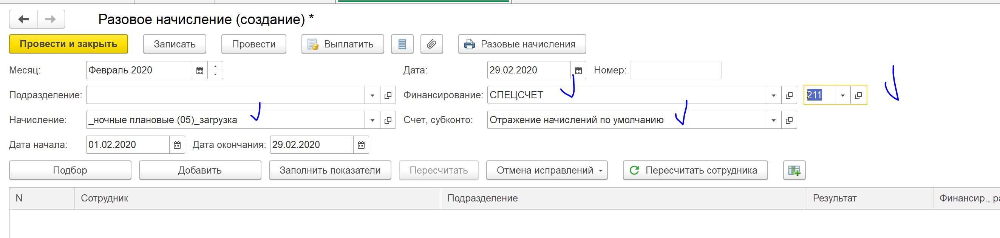 Разовое начисление (создание) *
Провести и закрыть Записать Провести Выплатить Разовые начисления
Месяц: Февраль 2020 Дата: 29.02.2020 Номер:
Подразделение: Финансирование: СПЕЦСЧЕТ 211
Начисление: _ночные плановые (05)_загрузка Счет, субконто: Отражение начислений по умолчанию
Дата начала: 01.02.2020 Дата окончания: 29.02.2020
Подбор Добавить Заполнить показатели Пересчитать Отмена исправлений Пересчитать сотрудника
N Сотрудник Подразделение Результат Финансир., ра